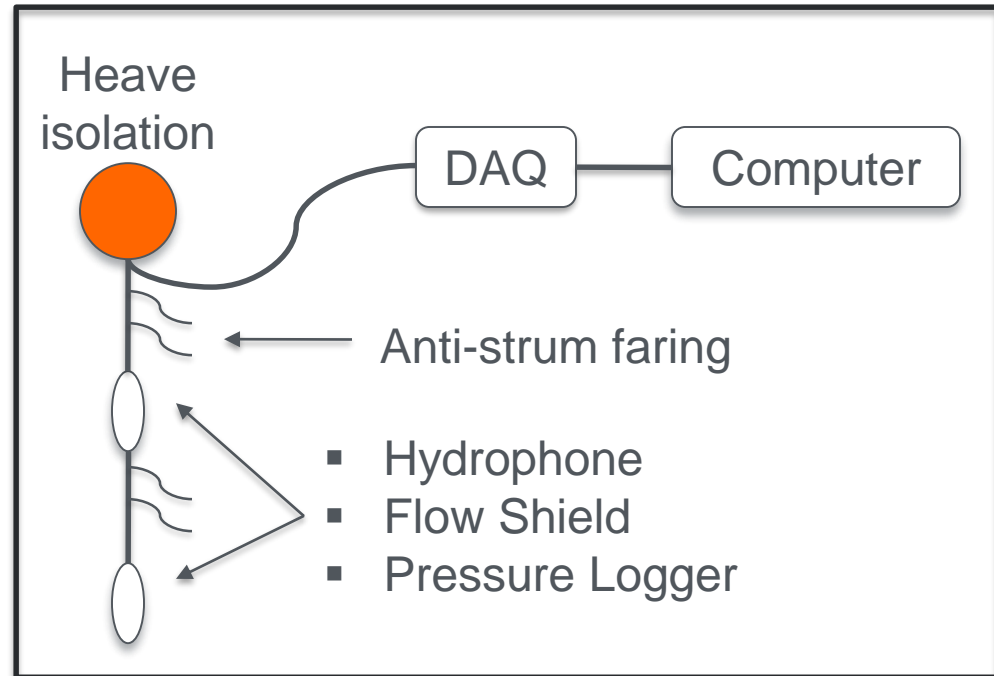 Heave
isolation
DAQ
Computer
Anti-strum faring
▪ Hydrophone
▪ Flow Shield
▪ Pressure Logger